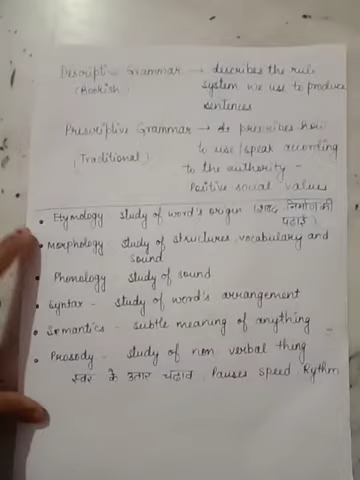 Descriptive Grammar → describes the rule
(Bookish) system we use to produce
sentences
Prescriptive Grammar → prescribes how
to use/speak according
(Traditional) to the authority -
Positive social values
• Etymology study of word's origin (शब्द निर्माण की
पढ़ाई)
• Morphology study of structures, vocabulary and
sound
• Phonology study of sound
• Syntax - study of word's arrangement
• Semantics - subtle meaning of anything
• Prosody - study of non verbal thing
स्वर के उतार चढ़ाव, Pauses Speed, Rythm